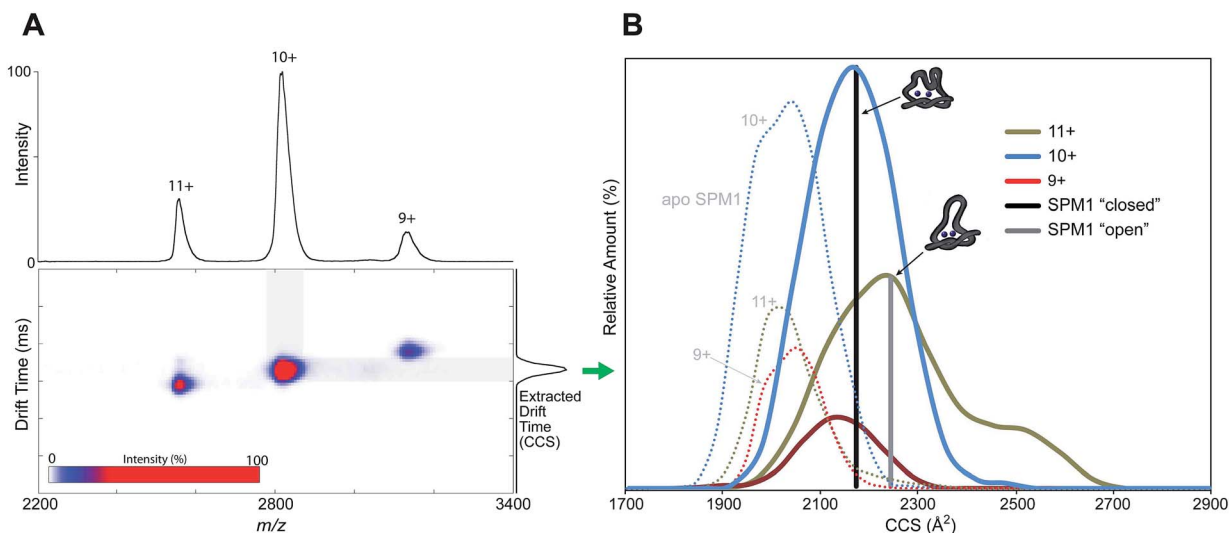 A
100
Intensity
0
11+
10+
9+
Drift Time (ms)
Extracted
Drift
Time
(CCS)
0
Intensity (%)
100
2200
2800
3400
m/z
B
Relative Amount (%)
10+
apo SPM1
11+
9+
11+
10+
9+
SPM1 “closed”
SPM1 “open”
1700
1900
2100
2300
2500
2700
2900
CCS (Å²)